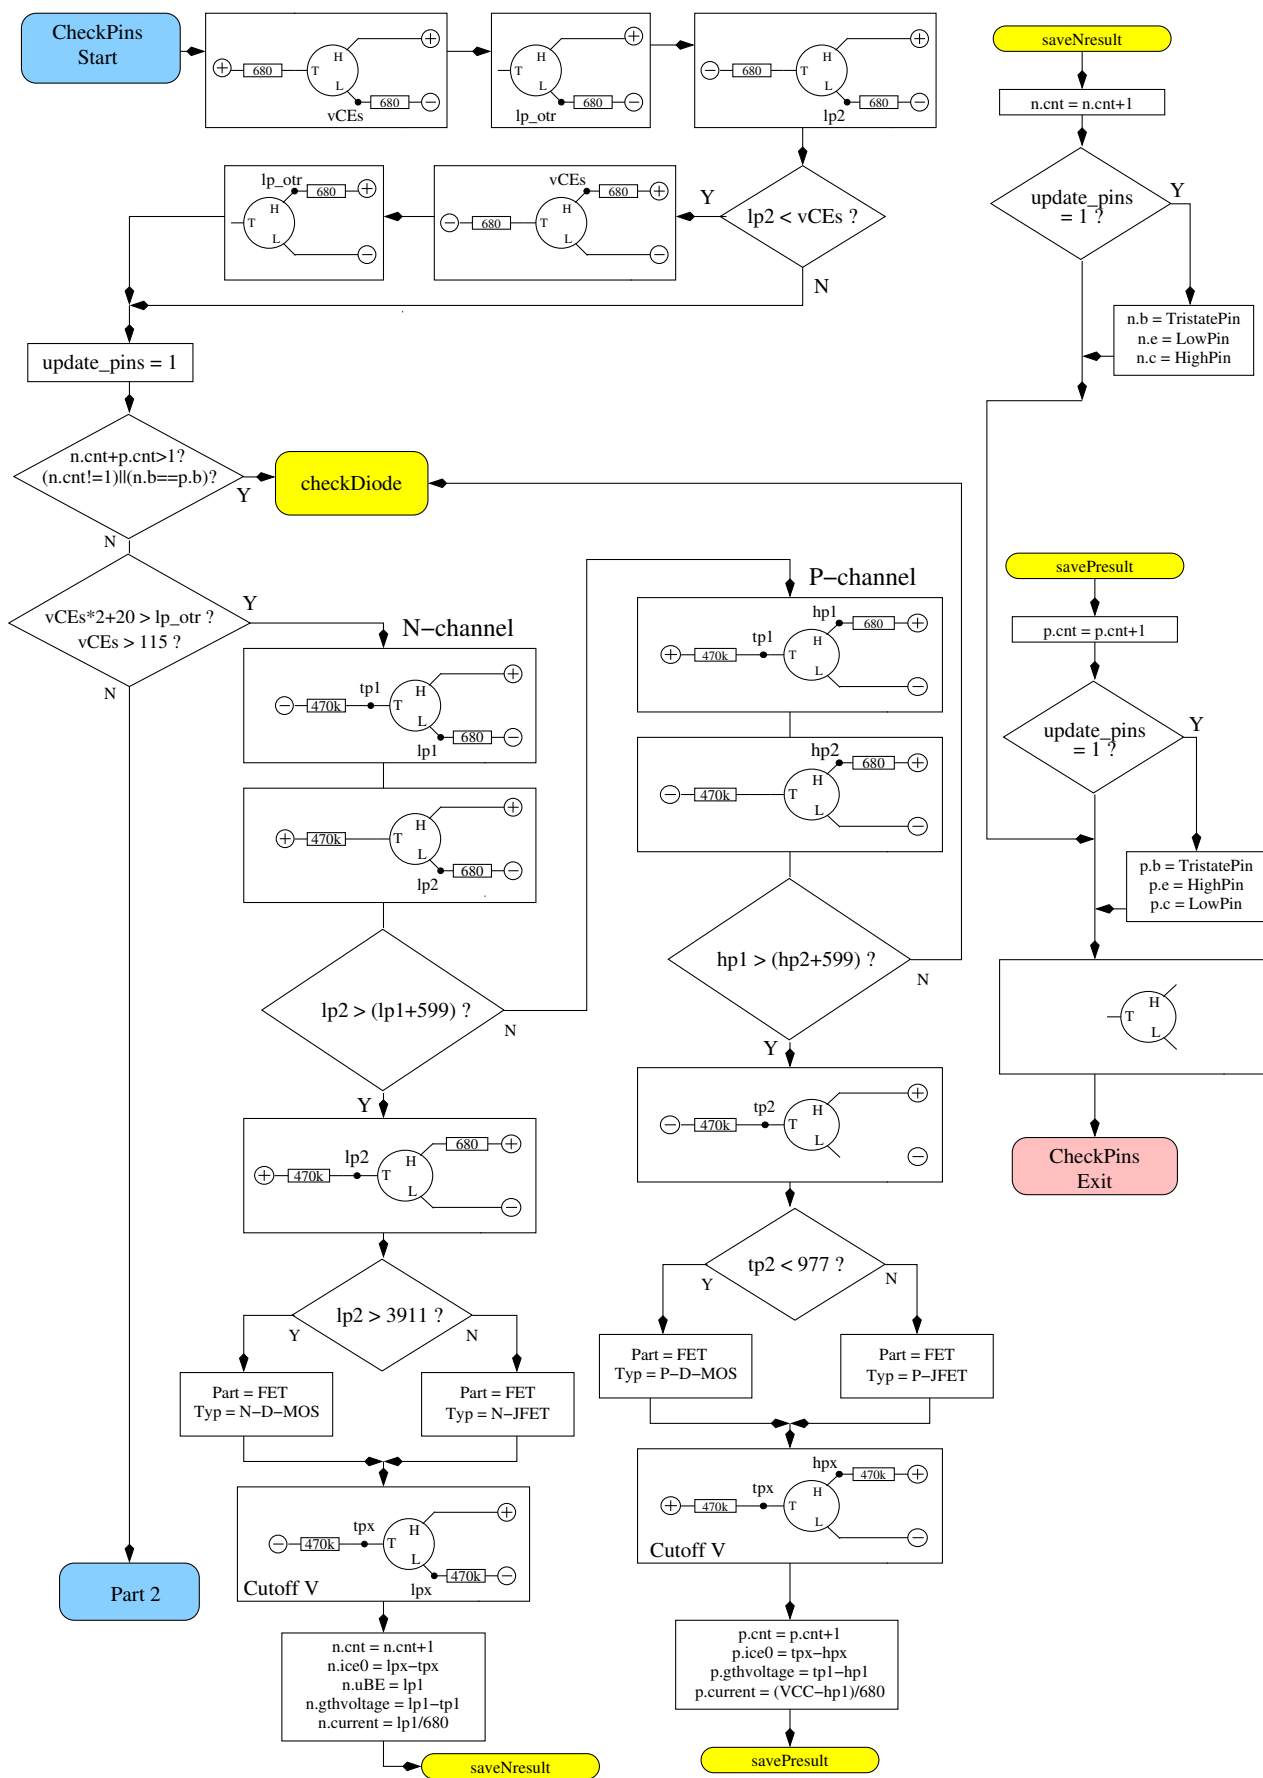 CheckPins
Start
H
T
680
L
680
vCEs
H
T
L
lp_otr
680
H
T
680
L
680
lp2
saveNresult
n.cnt = n.cnt+1
update_pins
= 1 ?
Y
n.b = TristatePin
n.e = LowPin
n.c = HighPin
lp_otr
680
H
T
L
vCEs
680
H
680
T
L
Y
lp2 < vCEs ?
N
update_pins = 1
n.cnt+p.cnt>1?
(n.cnt!=1)||(n.b==p.b)?
Y
N
checkDiode
vCEs*2+20 > lp_otr ?
vCEs > 115 ?
Y
N
N−channel
tp1
H
470k
T
L
680
lp1
H
470k
T
L
680
lp2
lp2 > (lp1+599) ?
N
Y
lp2
680
H
470k
T
L
lp2 > 3911 ?
Y
N
Part = FET
Typ = N−D−MOS
Part = FET
Typ = N−JFET
tpx
H
470k
T
L
470k
lpx
Cutoff V
n.cnt = n.cnt+1
n.ice0 = lpx−tpx
n.uBE = lp1
n.gthvoltage = lp1−tp1
n.current = lp1/680
saveNresult
Part 2
P−channel
hp1
680
tp1
H
470k
T
L
hp2
680
H
470k
T
L
hp1 > (hp2+599) ?
N
Y
tp2
H
470k
T
L
tp2 < 977 ?
Y
N
Part = FET
Typ = P−D−MOS
Part = FET
Typ = P−JFET
hpx
470k
tpx
H
470k
T
L
Cutoff V
p.cnt = p.cnt+1
p.ice0 = tpx−hpx
p.gthvoltage = tp1−hp1
p.current = (VCC−hp1)/680
savePresult
savePresult
p.cnt = p.cnt+1
update_pins
= 1 ?
Y
p.b = TristatePin
p.e = HighPin
p.c = LowPin
H
T
L
CheckPins
Exit